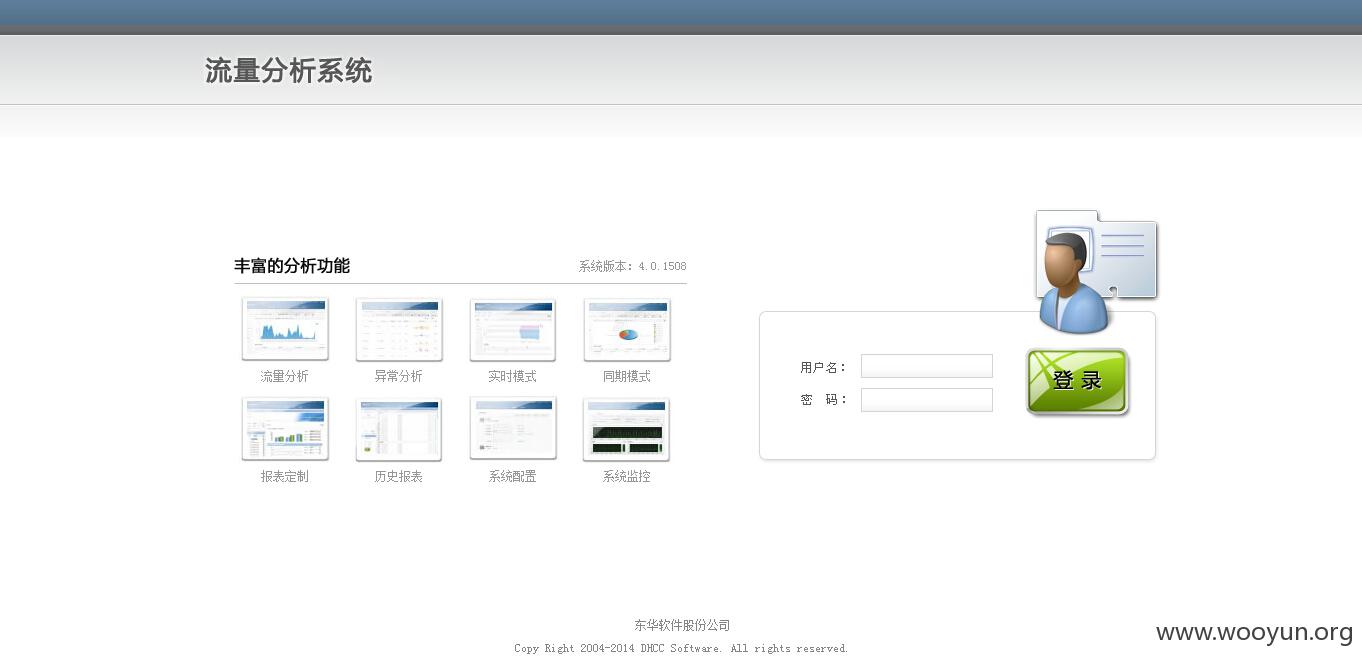 流量分析系统
丰富的分析功能
系统版本：4.0.1508
流量分析
异常分析
实时模式
同期模式
报表定制
历史报表
系统配置
系统监控
用户名：
密 码：
登录
东华软件股份公司
Copy Right 2004-2014 DHCC Software. All rights reserved.
www.wooyun.org